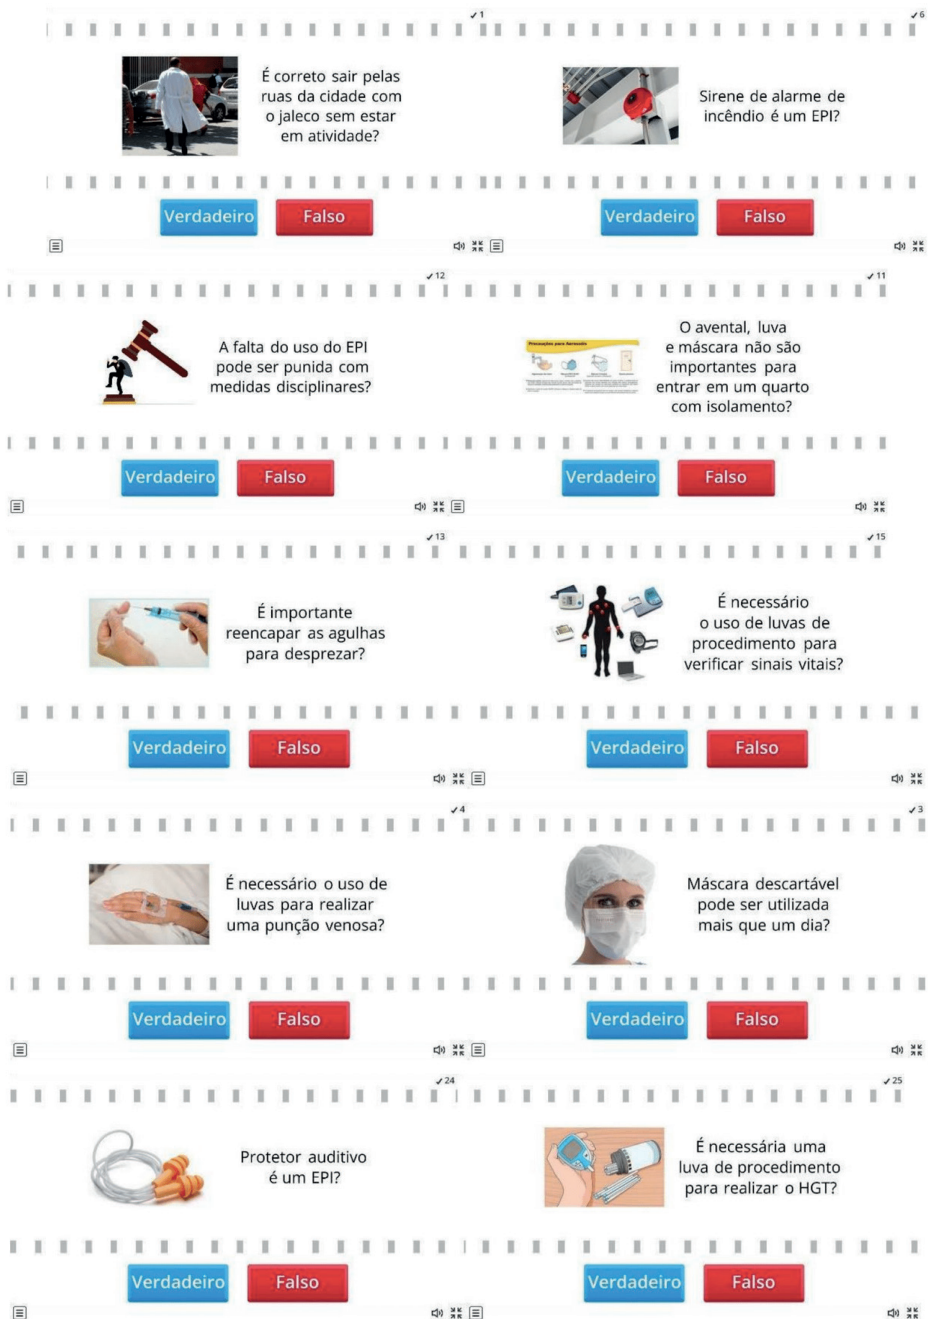 ✓ 1
É correto sair pelas
ruas da cidade com
o jaleco sem estar
em atividade?
Verdadeiro
Falso
✓ 6
Sirene de alarme de
incêndio é um EPI?
Verdadeiro
Falso
✓ 12
A falta do uso do EPI
pode ser punida com
medidas disciplinares?
Verdadeiro
Falso
✓ 11
Precauções para Aerossóis
O avental, luva
e máscara não são
importantes para
entrar em um quarto
com isolamento?
Verdadeiro
Falso
✓ 13
É importante
reencapar as agulhas
para desprezar?
Verdadeiro
Falso
✓ 15
É necessário
o uso de luvas de
procedimento para
verificar sinais vitais?
Verdadeiro
Falso
✓ 4
É necessário o uso de
luvas para realizar
uma punção venosa?
Verdadeiro
Falso
✓ 3
Máscara descartável
pode ser utilizada
mais que um dia?
Verdadeiro
Falso
✓ 24
Protetor auditivo
é um EPI?
Verdadeiro
Falso
✓ 25
É necessária uma
luva de procedimento
para realizar o HGT?
Verdadeiro
Falso